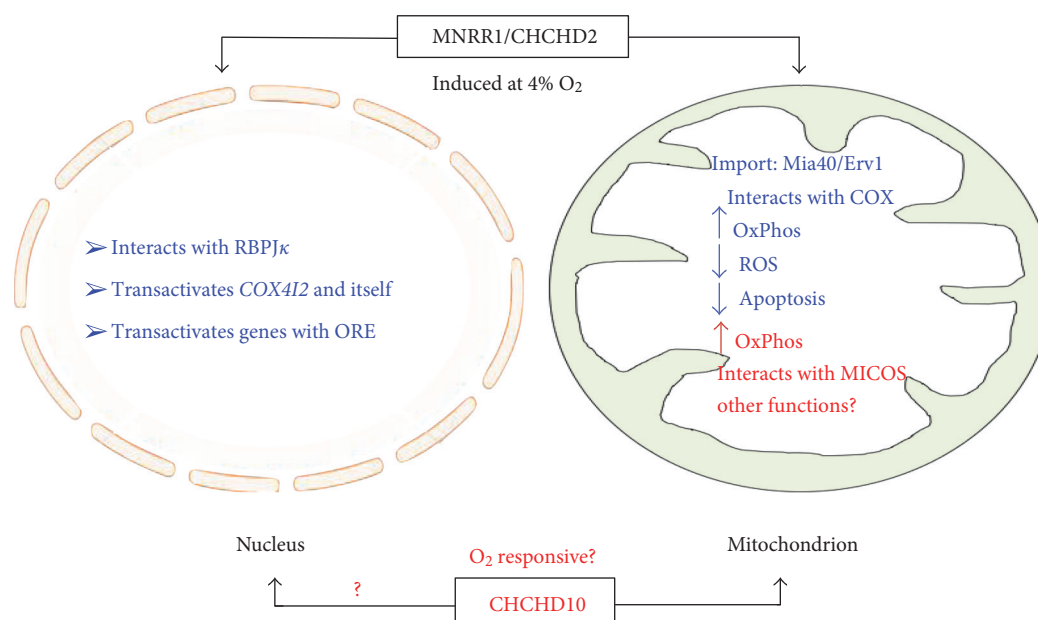 MNRR1/CHCHD2
Induced at 4% O₂
➢ Interacts with RBPJκ
➢ Transactivates COX4I2 and itself
➢ Transactivates genes with ORE
Import: Mia40/Erv1
Interacts with COX
↑ OxPhos
↓ ROS
↓ Apoptosis
↑ OxPhos
Interacts with MICOS
other functions?
Nucleus
Mitochondrion
O₂ responsive?
?
CHCHD10